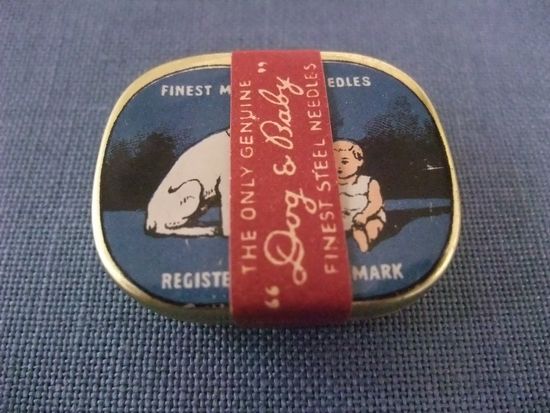 FINEST M EDLES
THE ONLY GENUINE
"Dog & Baby"
FINEST STEEL NEEDLES
REGISTE MARK